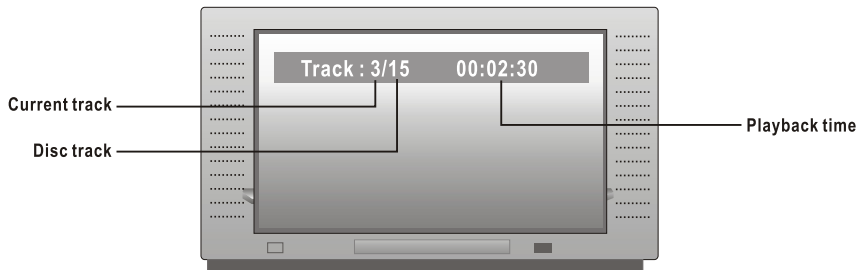 Track : 3/15 00:02:30
Current track
Playback time
Disc track